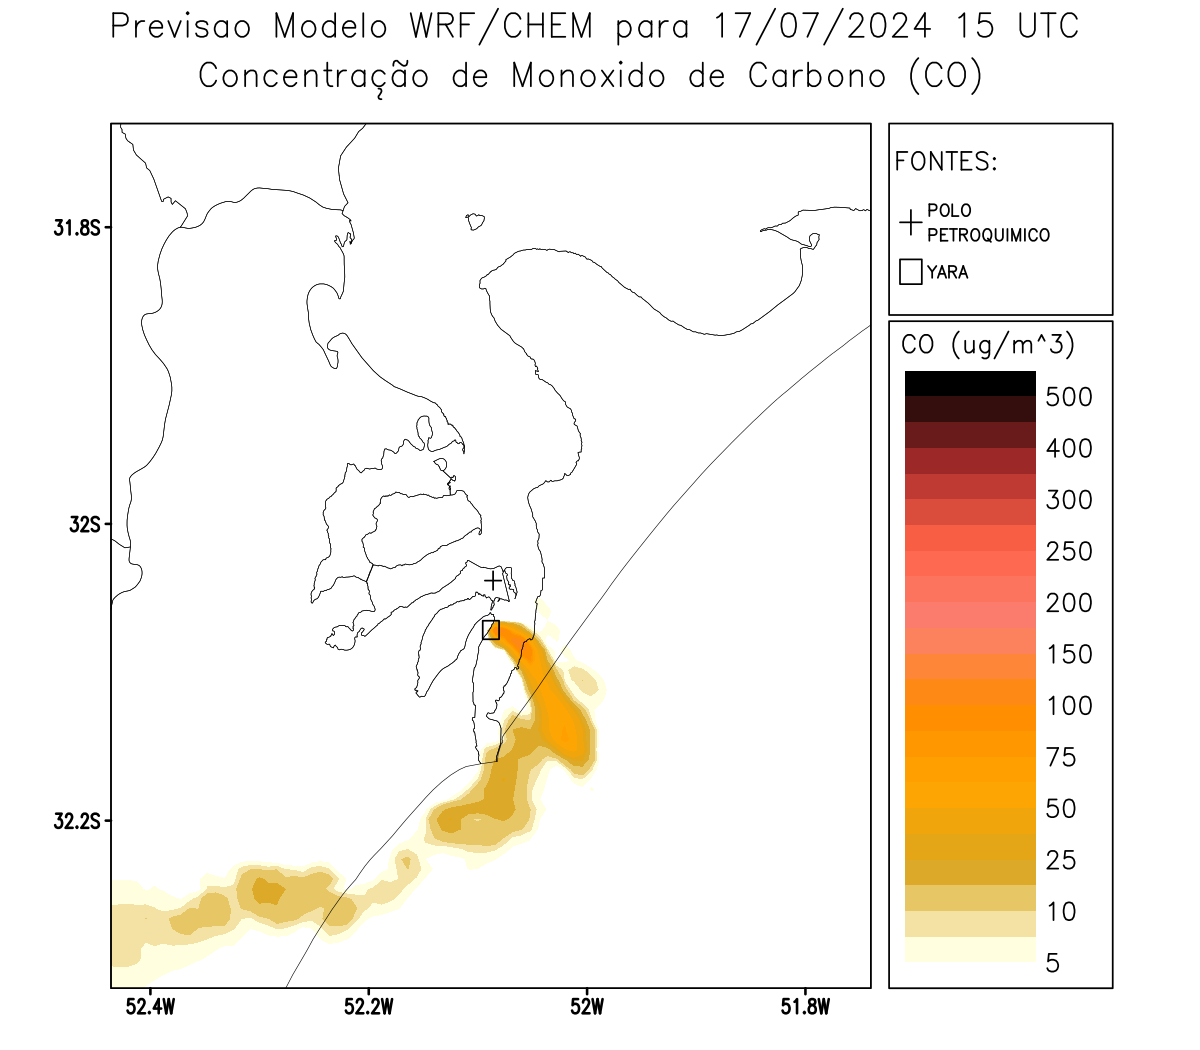 Previsao Modelo WRF/CHEM para 17/07/2024 15 UTC
Concentração de Monoxido de Carbono (CO)
FONTES:
POLO
PETROQUIMICO
YARA
CO (ug/m^3)
500
400
300
250
200
150
100
75
50
25
10
5
31.8S
32S
32.2S
52.4W
52.2W
52W
51.8W